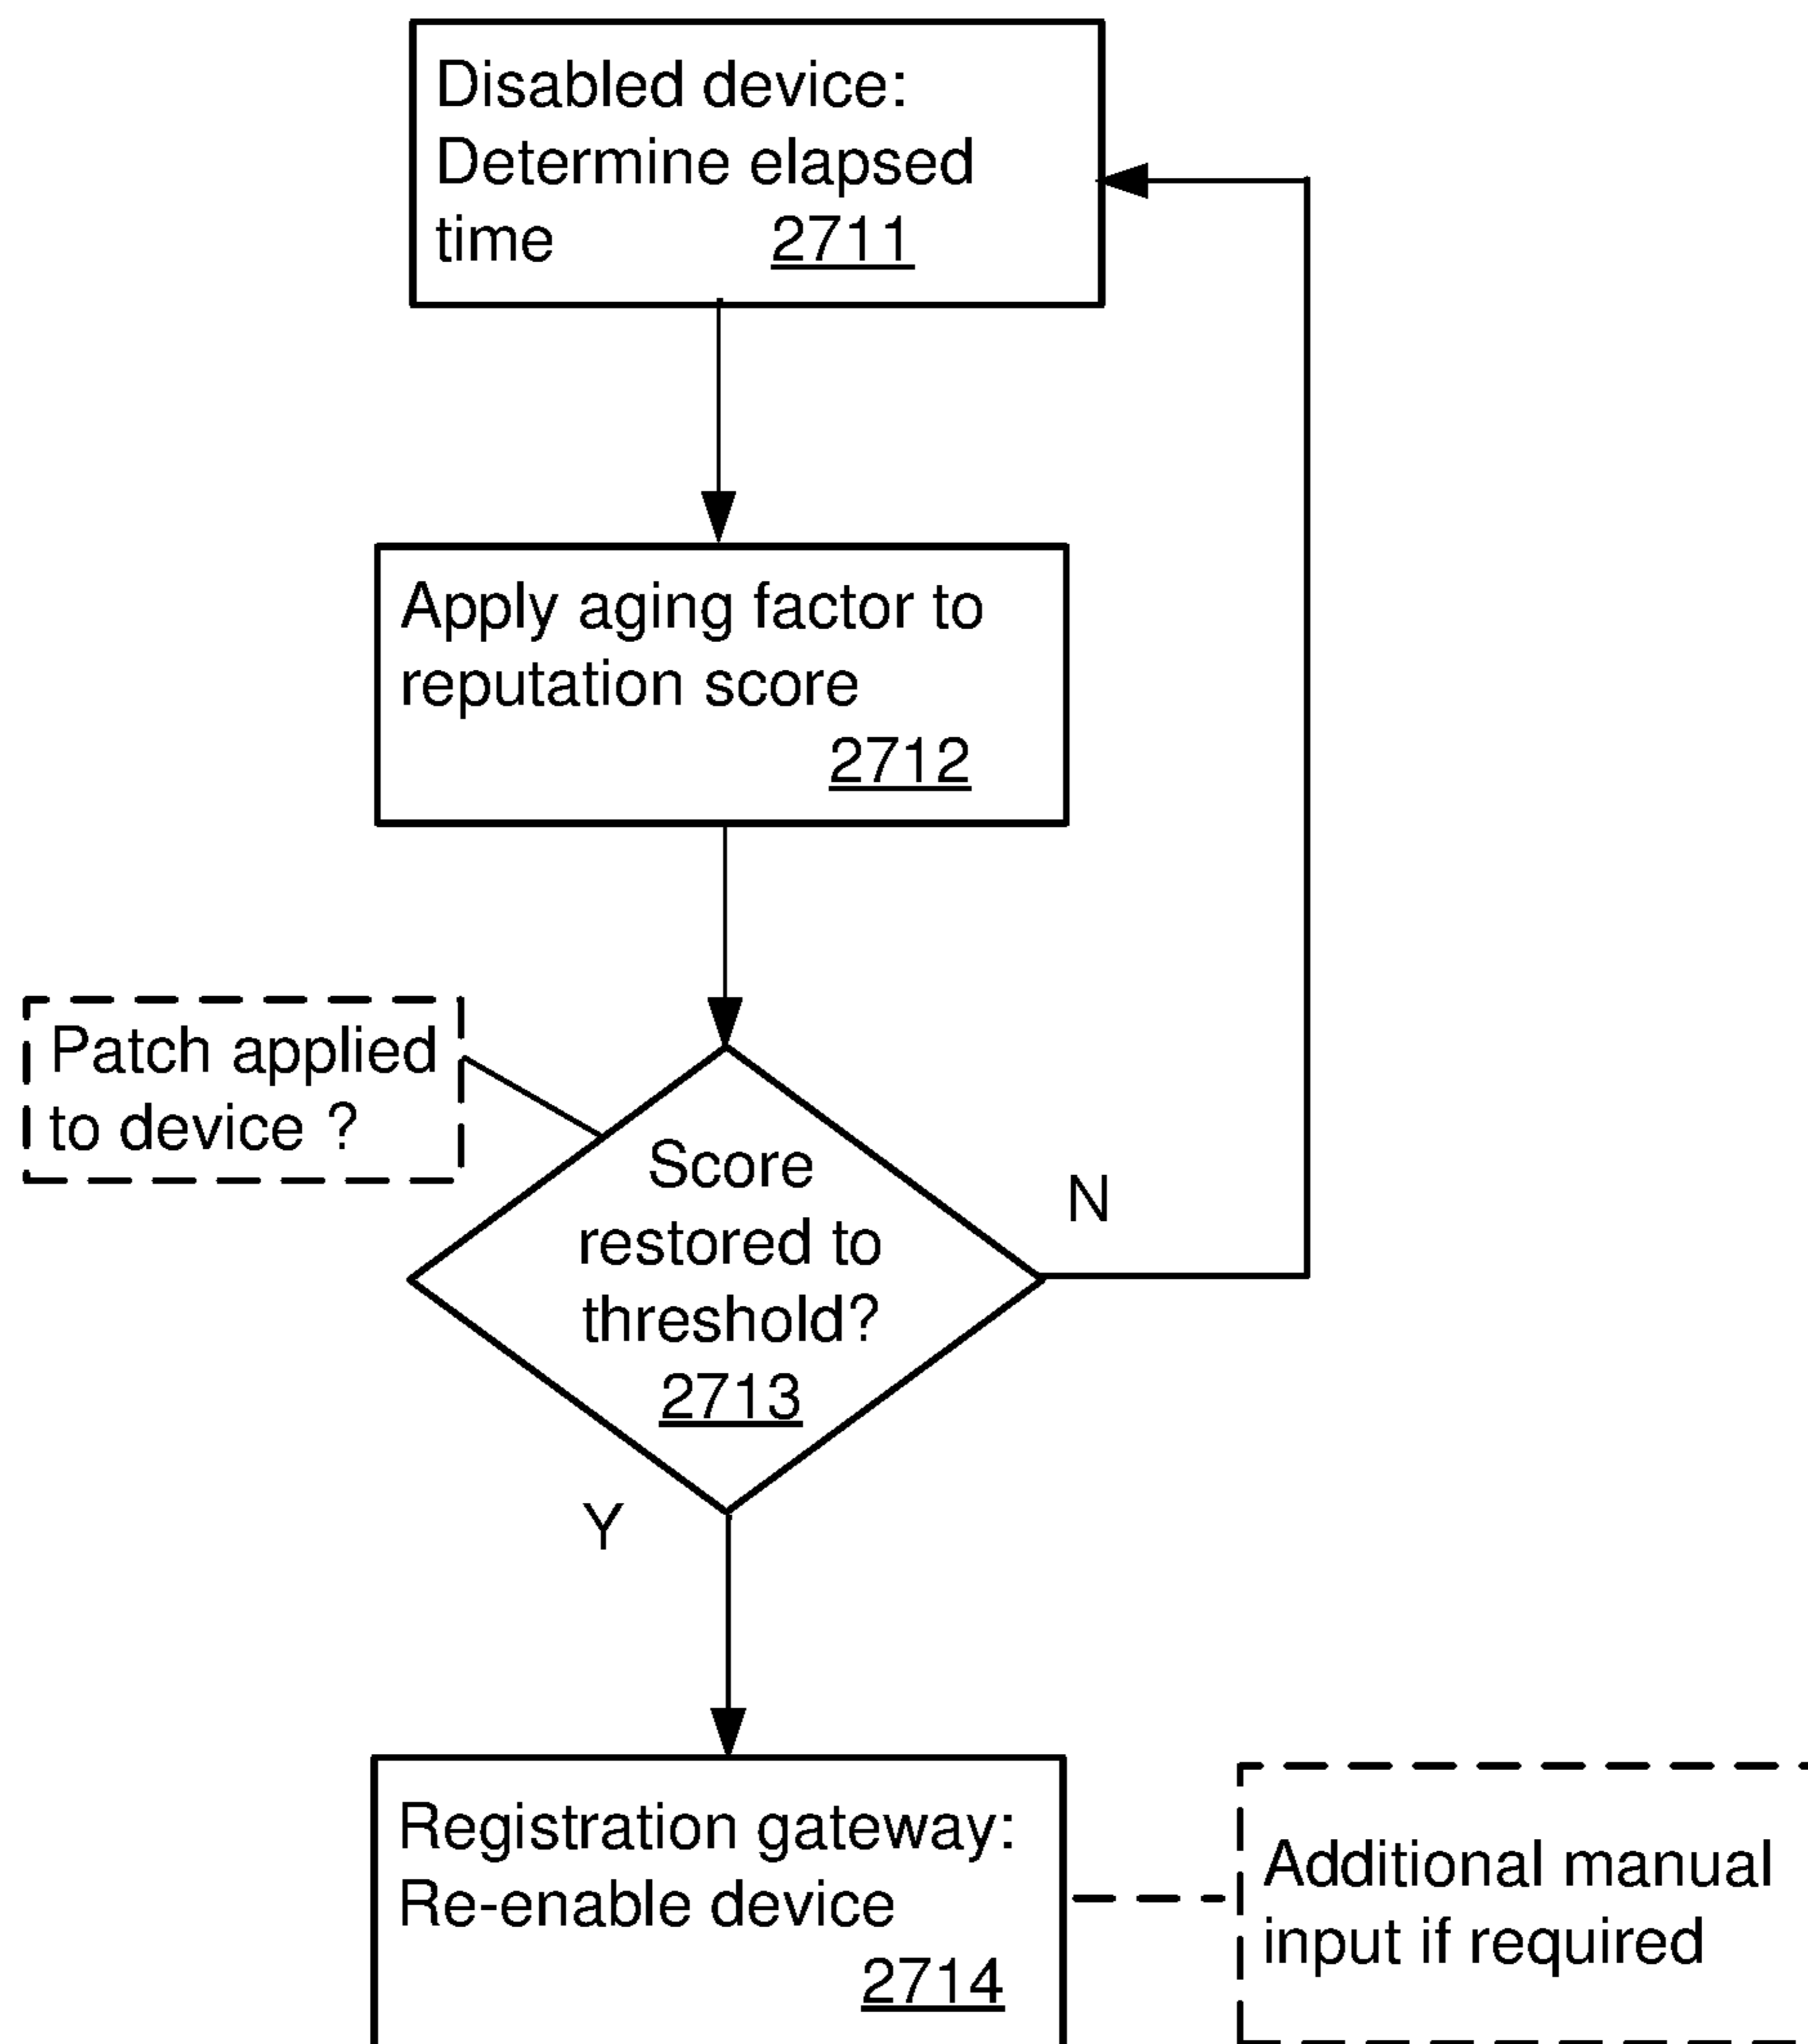 Disabled device:
Determine elapsed
time 2711
Apply aging factor to
reputation score
2712
Patch applied
to device ?
Score
restored to
threshold?
2713
N
Y
Registration gateway:
Re-enable device
2714
Additional manual
input if required